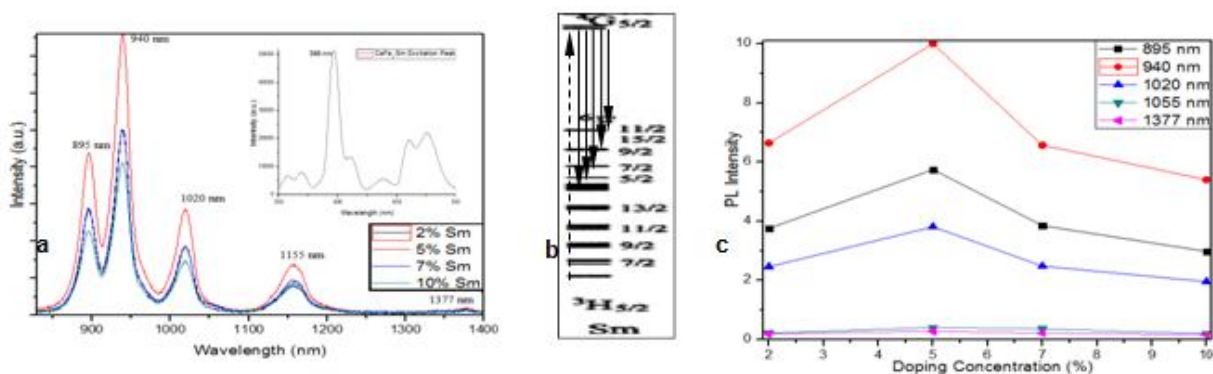 940 nm
895 nm
1020 nm
1155 nm
1377 nm
Intensity (a.u.)
a
800
900
1000
1100
1200
1300
1400
Wavelength (nm)
2% Sm
5% Sm
7% Sm
10% Sm
Intensity (a.u.)
Wavelength (nm)
b
5/2
11/2
15/2
9/2
7/2
5/2
13/2
11/2
9/2
7/2
³H5/2
Sm
c
PL Intensity
10
8
6
4
2
0
2
3
4
5
6
7
8
9
10
Doping Concentration (%)
895 nm
940 nm
1020 nm
1055 nm
1377 nm